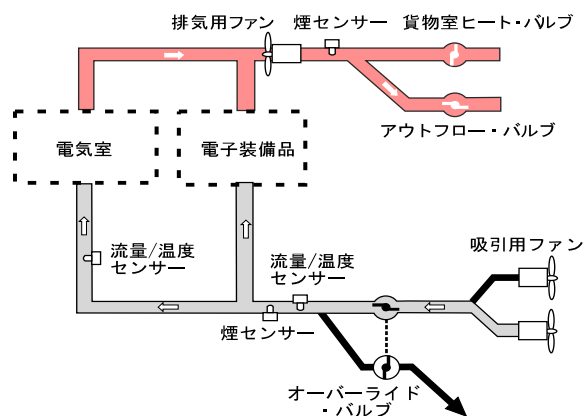 排気用ファン
煙センサー
貨物室ヒート・バルブ
アウトフロー・バルブ
電気室
電子装備品
流量/温度
センサー
流量/温度
センサー
吸引用ファン
煙センサー
オーバーライド
・バルブ